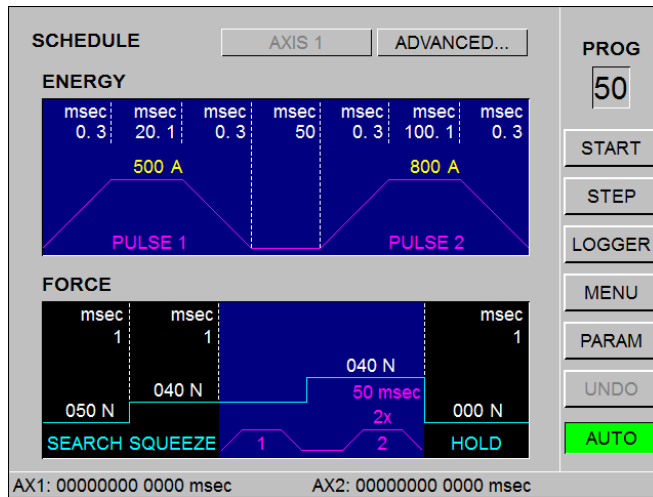 SCHEDULE
AXIS 1
ADVANCED...
PROG
50
ENERGY
msec msec msec msec msec msec msec
0. 3 20. 1 0. 3 50 0. 3 100. 1 0. 3
500 A 800 A
PULSE 1 PULSE 2
START
STEP
LOGGER
MENU
PARAM
UNDO
AUTO
FORCE
msec msec msec
1 1 1
040 N
040 N 50 msec
2x
050 N 000 N
SEARCH SQUEEZE 1 2 HOLD
AX1: 00000000 0000 msec AX2: 00000000 0000 msec